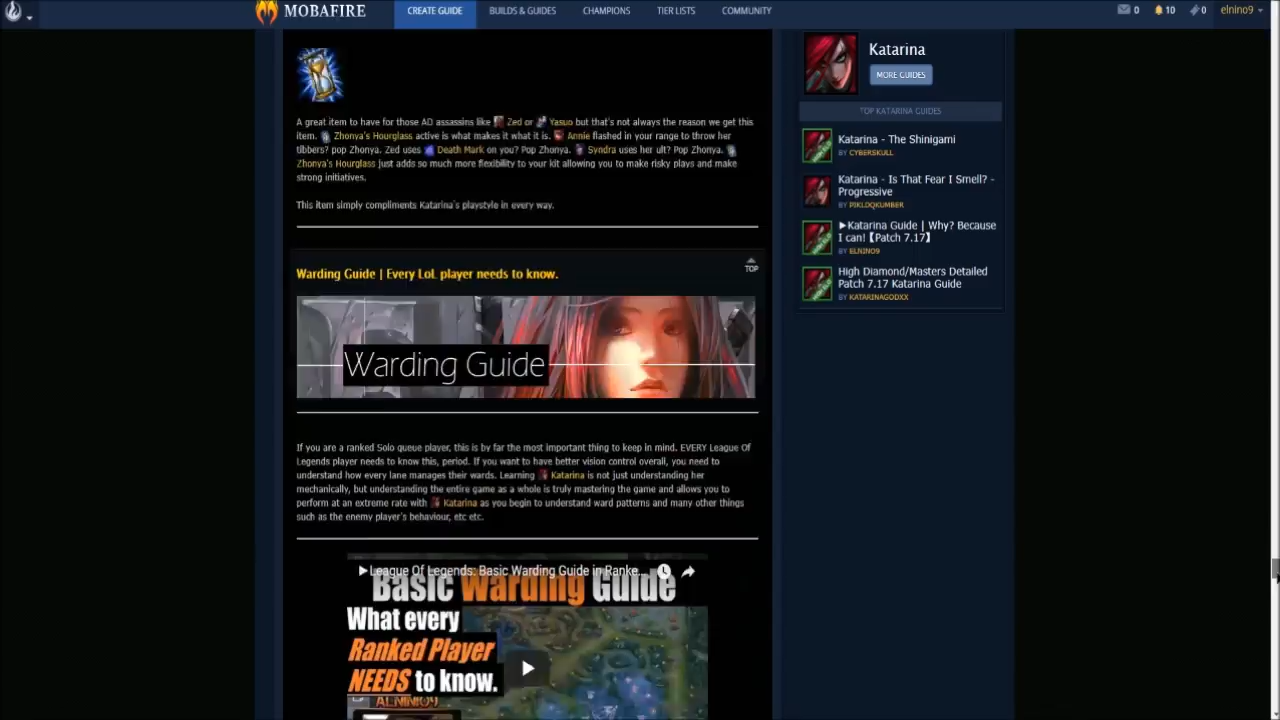 MOBAFIRE
CREATE GUIDE
BUILDS & GUIDES
CHAMPIONS
TIER LISTS
COMMUNITY
0
10
0
elnino9
A great item to have for those AD assassins like Zed or Yasuo but that's not always the reason we get this
item. Zhonya's Hourglass active is what makes it what it is. Annie flashed in your range to throw her
tibbers? pop Zhonya. Zed uses Death Mark on you? Pop Zhonya. Syndra uses her ult? Pop Zhonya.
Zhonya's Hourglass just adds so much more flexibility to your kit allowing you to make risky plays and make
strong initiatives.
This item simply compliments Katarina's playstyle in every way.
Warding Guide | Every LoL player needs to know.
TOP
Warding Guide
If you are a ranked Solo queue player, this is by far the most important thing to keep in mind. EVERY League Of
Legends player needs to know this, period. If you want to have better vision control overall, you need to
understand how every lane manages their wards. Learning Katarina is not just understanding her
mechanically, but understanding the entire game as a whole is truly mastering the game and allows you to
perform at an extreme rate with Katarina as you begin to understand ward patterns and many other things
such as the enemy player's behaviour, etc etc.
►League Of Legends: Basic Warding Guide in Ranke...
Basic Warding Guide
What every
Ranked Player
NEEDS to know.
ALNINIO9
Katarina
MORE GUIDES
TOP KATARINA GUIDES
Katarina - The Shinigami
BY CYBERSKULL
Katarina - Is That Fear I Smell? -
Progressive
BY PIKLDQKUMBER
►Katarina Guide | Why? Because
I can!【Patch 7.17】
BY ELNINO9
High Diamond/Masters Detailed
Patch 7.17 Katarina Guide
BY KATARINAGODXX